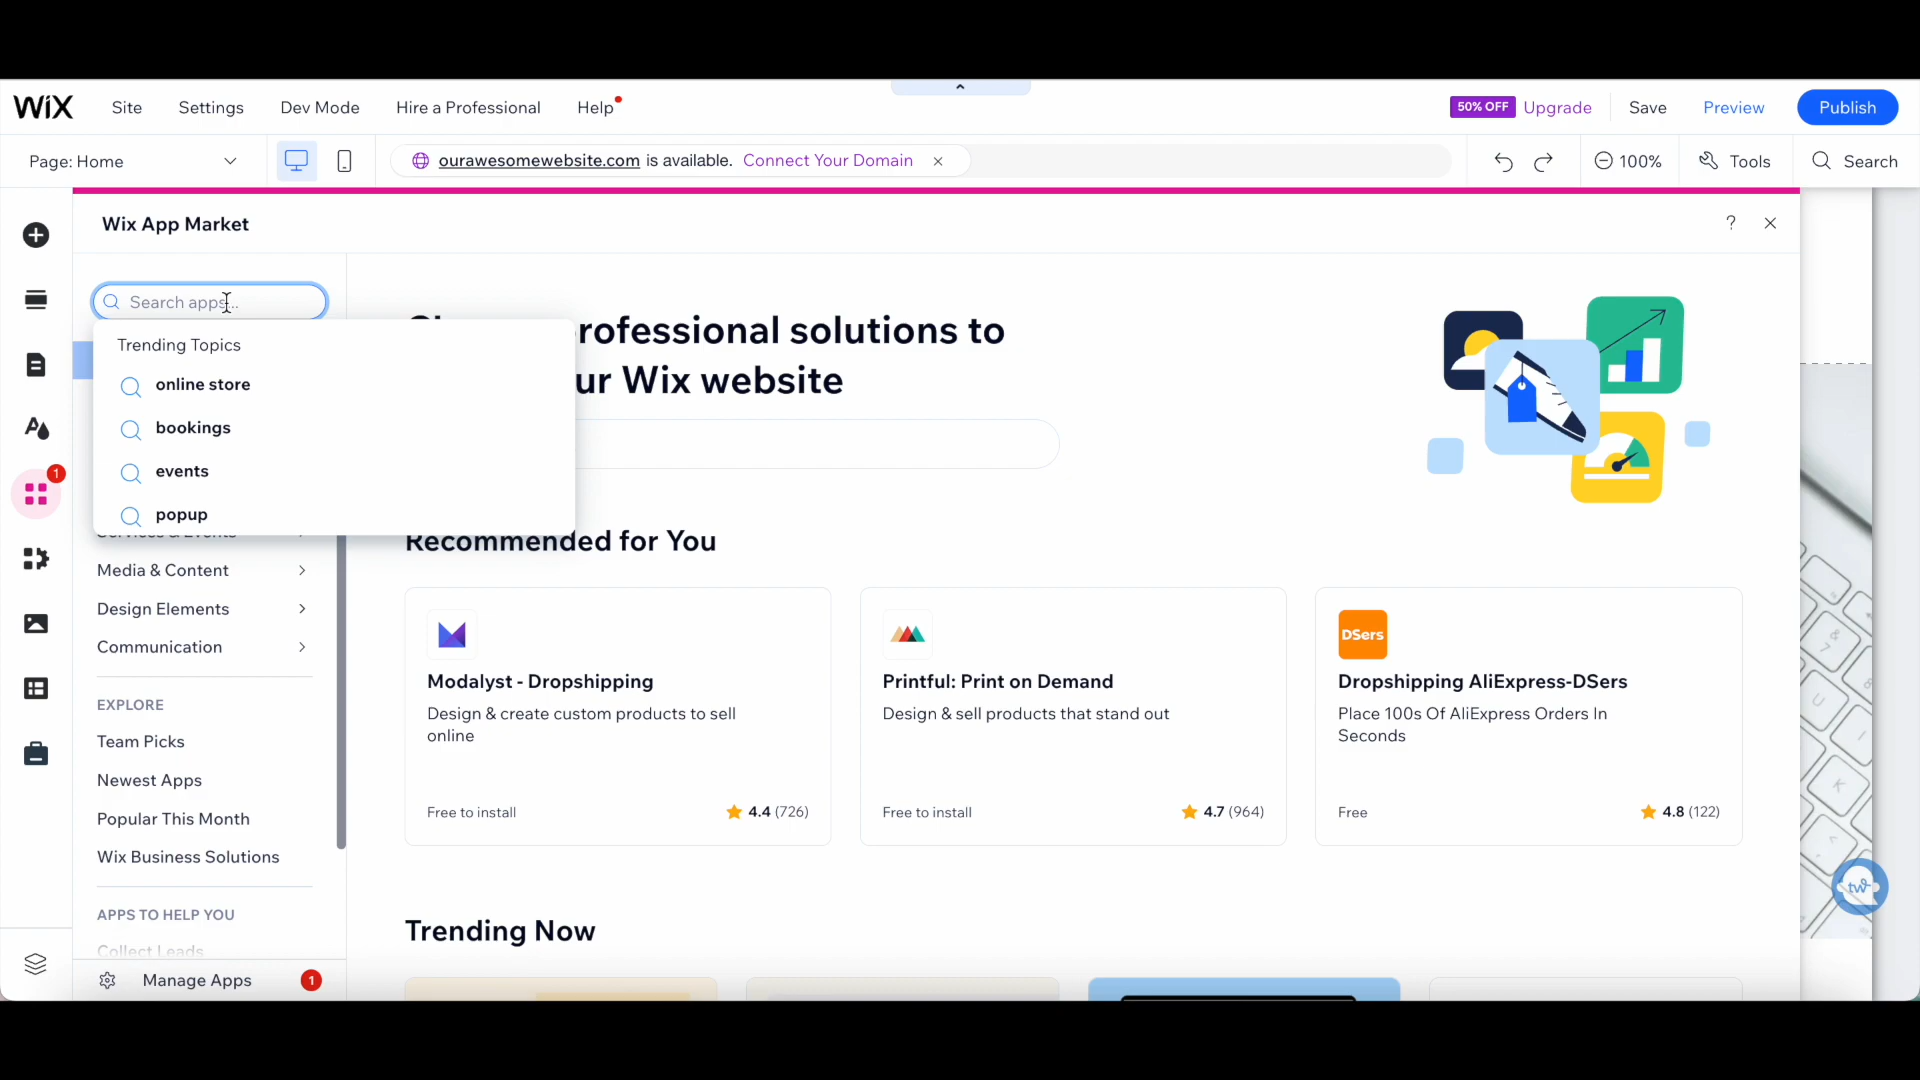 WiX
Site
Settings
Dev Mode
Hire a Professional
Help
50% OFF
Upgrade
Save
Preview
Publish
Page: Home
ourawesomewebsite.com is available. Connect Your Domain
100%
Tools
Search
Wix App Market
?
Search apps...
Trending Topics
online store
bookings
events
popup
rofessional solutions to
ur Wix website
1
Services & Events
Media & Content
Design Elements
Communication
EXPLORE
Team Picks
Newest Apps
Popular This Month
Wix Business Solutions
APPS TO HELP YOU
Collect Leads
Manage Apps
1
Recommended for You
Modalyst - Dropshipping
Design & create custom products to sell
online
Free to install
4.4 (726)
Printful: Print on Demand
Design & sell products that stand out
Free to install
4.7 (964)
DSers
Dropshipping AliExpress-DSers
Place 100s Of AliExpress Orders In
Seconds
Free
4.8 (122)
Trending Now
tw